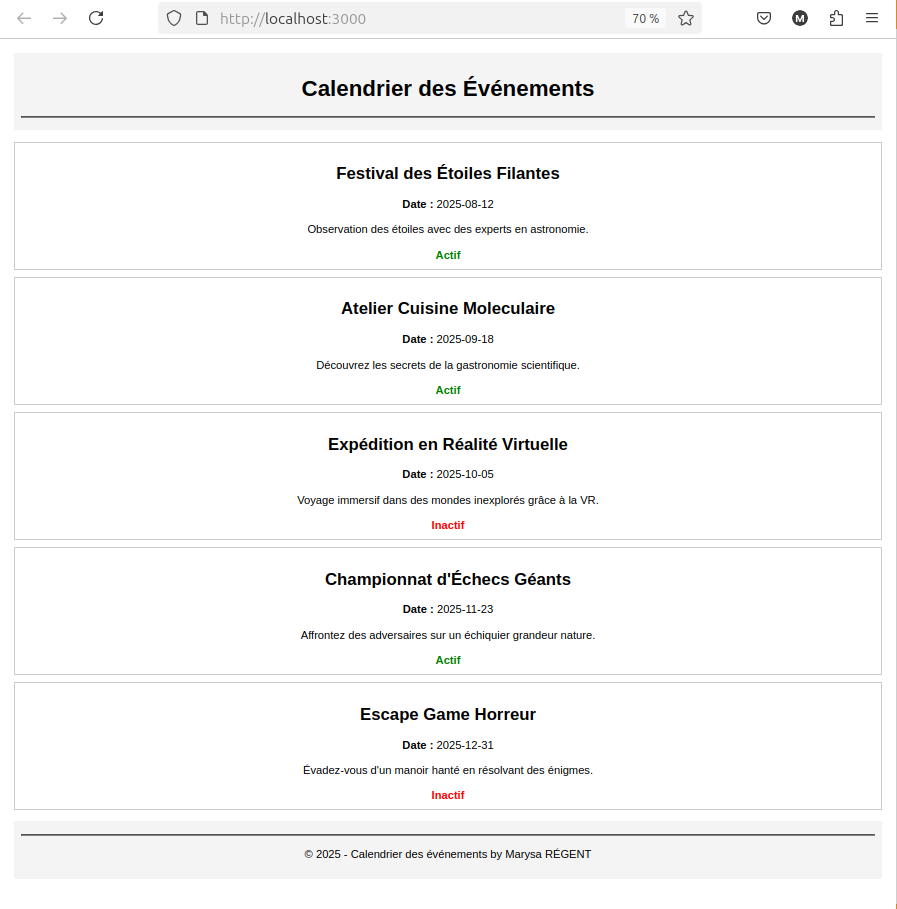 http://localhost:3000
70 %
M
Calendrier des Événements
Festival des Étoiles Filantes
Date : 2025-08-12
Observation des étoiles avec des experts en astronomie.
Actif
Atelier Cuisine Moleculaire
Date : 2025-09-18
Découvrez les secrets de la gastronomie scientifique.
Actif
Expédition en Réalité Virtuelle
Date : 2025-10-05
Voyage immersif dans des mondes inexplorés grâce à la VR.
Inactif
Championnat d'Échecs Géants
Date : 2025-11-23
Affrontez des adversaires sur un échiquier grandeur nature.
Actif
Escape Game Horreur
Date : 2025-12-31
Évadez-vous d'un manoir hanté en résolvant des énigmes.
Inactif
© 2025 - Calendrier des événements by Marysa RÉGENT